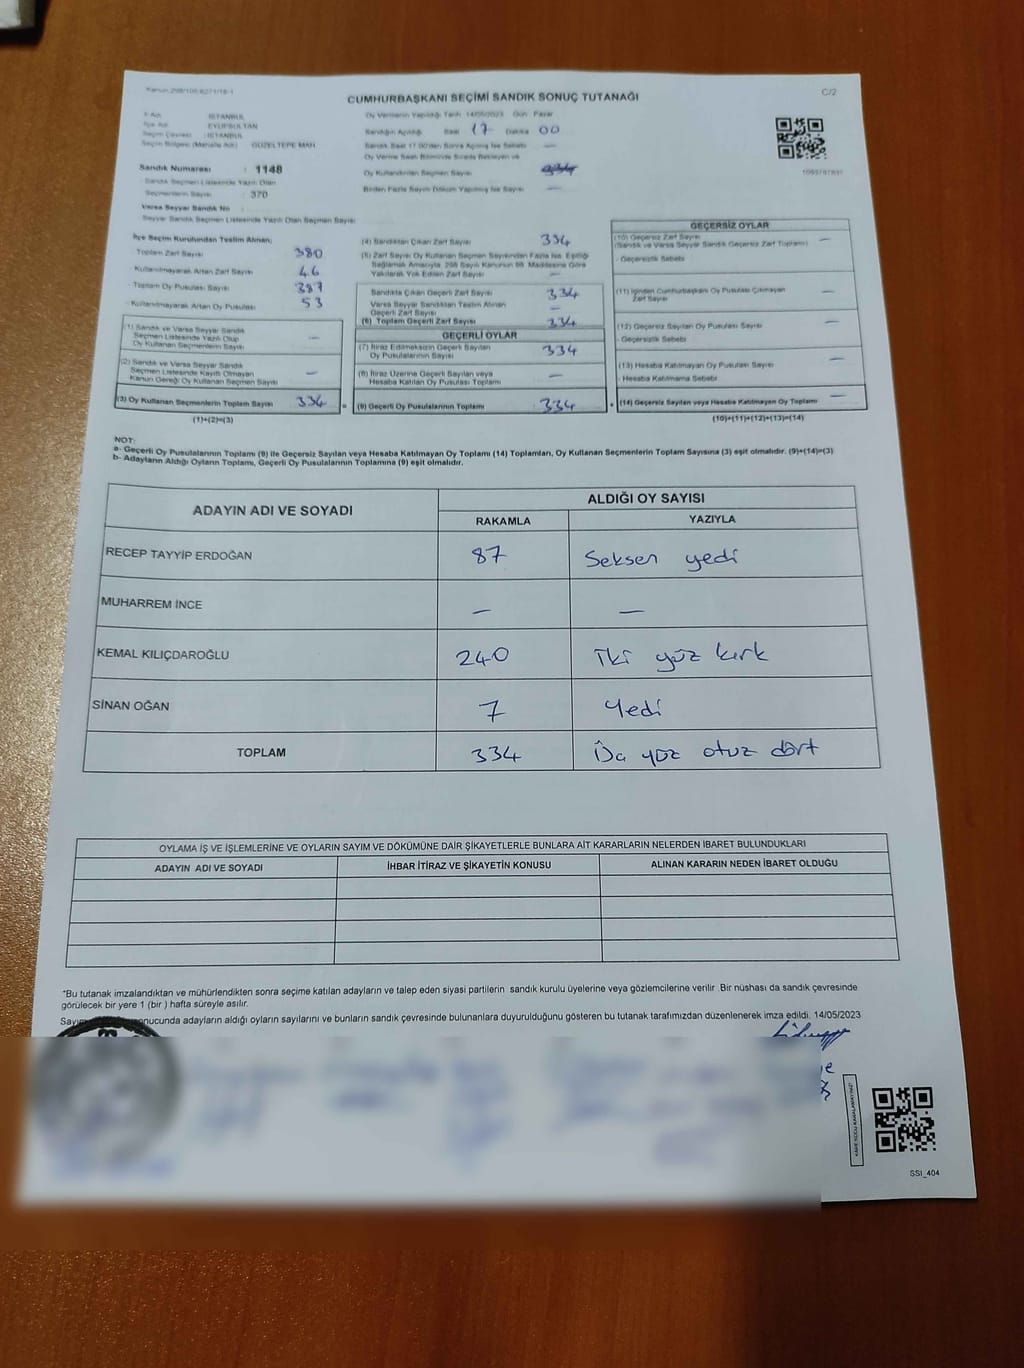 Kanun:298/105-6271/18-1
CUMHURBAŞKANI SEÇİMİ SANDIK SONUÇ TUTANAĞI
C/2
İl Adı : İSTANBUL
İlçe Adı : EYÜPSULTAN
Seçim Çevresi : İSTANBUL
Seçim Bölgesi (Mahalle Adı) : GÜZELTEPE MAH
Sandık Numarası : 1148
Sandık Seçmen Listesinde Yazılı Olan
Seçmenlerin Sayısı : 370
Varsa Seyyar Sandık No :
Seyyar Sandık Seçmen Listesinde Yazılı Olan Seçmen Sayısı
Oy Vermenin Yapıldığı Tarih 14/05/2023 Gün Pazar
Sandığın Açıldığı Saat 17 Dakika 00
Sandık Saat 17.00'den Sonra Açılmış İse Sebebi —
Oy Verme Saati Bitiminde Sırada Bekleyen ve
Oy Kullandırılan Seçmen Sayısı 334
Birden Fazla Sayım Döküm Yapılmış İse Sayısı —
İlçe Seçim Kurulundan Teslim Alınan;
Toplam Zarf Sayısı 380
Kullanılmayarak Artan Zarf Sayısı 46
Toplam Oy Pusulası Sayısı 387
Kullanılmayarak Artan Oy Pusulası 53
(1) Sandık ve Varsa Seyyar Sandık
Seçmen Listesinde Yazılı Olup
Oy Kullanan Seçmenlerin Sayısı —
(2) Sandık ve Varsa Seyyar Sandık
Seçmen Listesinde Kayıtlı Olmayan
Kanun Gereği Oy Kullanan Seçmen Sayısı —
(3) Oy Kullanan Seçmenlerin Toplam Sayısı 334
(1)+(2)=(3)
(4) Sandıktan Çıkan Zarf Sayısı 334
(5) Zarf Sayısı Oy Kullanan Seçmen Sayısından Fazla İse, Eşitliği
Sağlamak Amacıyla, 298 Sayılı Kanunun 98. Maddesine Göre
Yakılarak Yok Edilen Zarf Sayısı —
Sandıkta Çıkan Geçerli Zarf Sayısı 334
Varsa Seyyar Sandıktan Teslim Alınan
Geçerli Zarf Sayısı —
(6) Toplam Geçerli Zarf Sayısı 334
GEÇERLİ OYLAR
(7) İtiraz Edilmeksizin Geçerli Sayılan
Oy Pusulalarının Sayısı 334
(8) İtiraz Üzerine Geçerli Sayılan veya
Hesaba Katılan Oy Pusulası Toplamı —
(9) Geçerli Oy Pusulalarının Toplamı 334
GEÇERSİZ OYLAR
(10) Geçersiz Zarf Sayısı
(Sandık ve Varsa Seyyar Sandık Geçersiz Zarf Toplamı) —
- Geçersizlik Sebebi
(11) İçinden Cumhurbaşkanı Oy Pusulası Çıkmayan
Zarf Sayısı —
(12) Geçersiz Sayılan Oy Pusulası Sayısı —
- Geçersizlik Sebebi
(13) Hesaba Katılmayan Oy Pusulası Sayısı —
- Hesaba Katılmama Sebebi
(14) Geçersiz Sayılan veya Hesaba Katılmayan Oy Toplamı —
(10)+(11)+(12)+(13)=(14)
NOT:
a- Geçerli Oy Pusulalarının Toplamı (9) ile Geçersiz Sayılan veya Hesaba Katılmayan Oy Toplamı (14) Toplamları, Oy Kullanan Seçmenlerin Toplam Sayısına (3) eşit olmalıdır. (9)+(14)=(3)
b- Adayların Aldığı Oyların Toplamı, Geçerli Oy Pusulalarının Toplamına (9) eşit olmalıdır.
ADAYIN ADI VE SOYADI
ALDIĞI OY SAYISI
RAKAMLA YAZIYLA
RECEP TAYYİP ERDOĞAN 87 Seksen yedi
MUHARREM İNCE — —
KEMAL KILIÇDAROĞLU 240 İki yüz kırk
SİNAN OĞAN 7 Yedi
TOPLAM 334 yüz otuz dört
OYLAMA İŞ VE İŞLEMLERİNE VE OYLARIN SAYIM VE DÖKÜMÜNE DAİR ŞİKAYETLERLE BUNLARA AİT KARARLARIN NELERDEN İBARET BULUNDUKLARI
ADAYIN ADI VE SOYADI İHBAR İTİRAZ VE ŞİKAYETİN KONUSU ALINAN KARARIN NEDEN İBARET OLDUĞU
*Bu tutanak imzalandıktan ve mühürlendikten sonra seçime katılan adayların ve talep eden siyasi partilerin sandık kurulu üyelerine veya gözlemcilerine verilir. Bir nüshası da sandık çevresinde
görülecek bir yere 1 (bir ) hafta süreyle asılır.
onucunda adayların aldığı oyların sayılarını ve bunların sandık çevresinde bulunanlara duyurulduğunu gösteren bu tutanak tarafımızdan düzenlenerek imza edildi. 14/05/2023
SSI_404